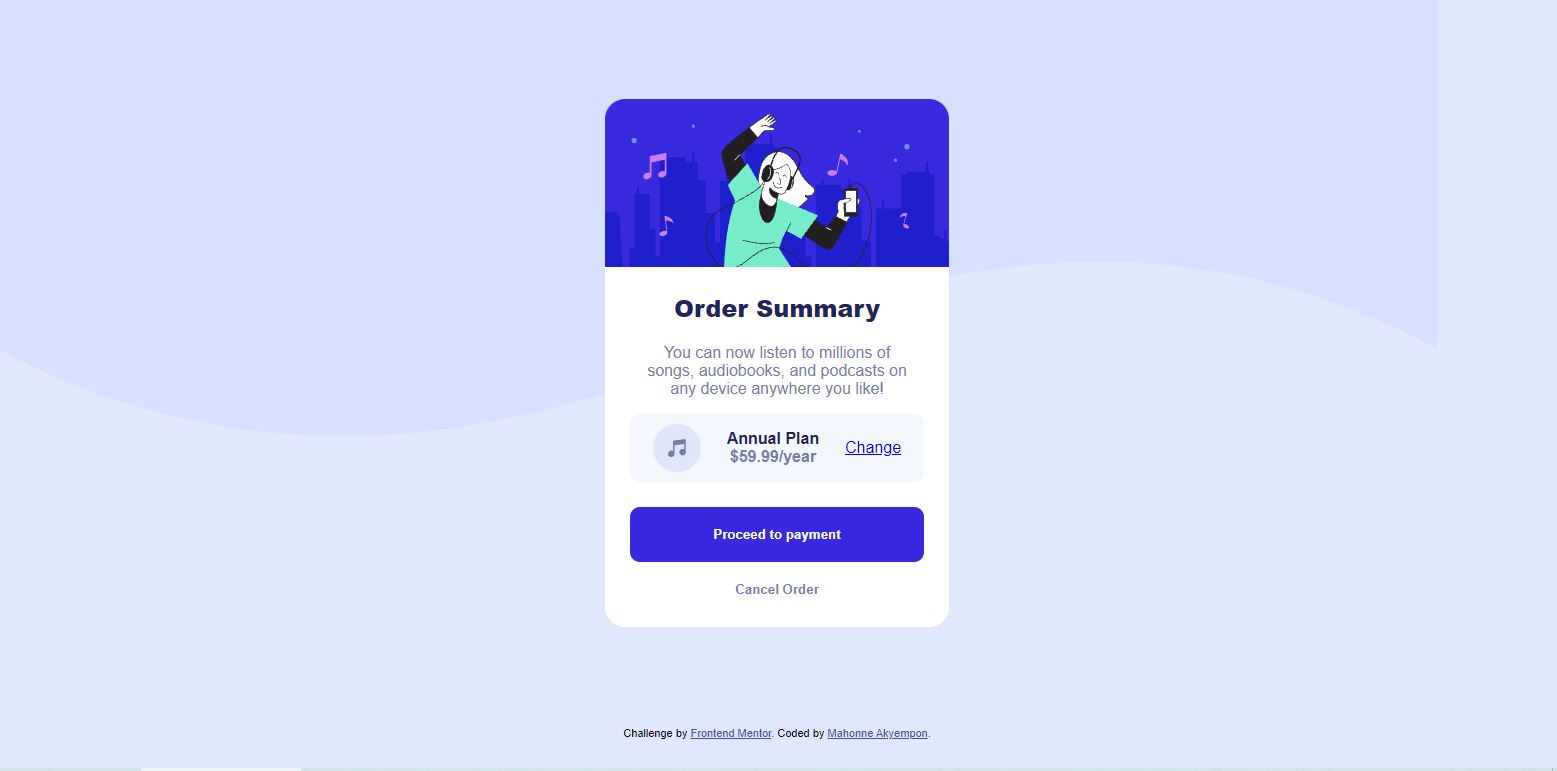 Order Summary
You can now listen to millions of
songs, audiobooks, and podcasts on
any device anywhere you like!
Annual Plan
$59.99/year
Change
Proceed to payment
Cancel Order
Challenge by Frontend Mentor. Coded by Mahonne Akyempon.